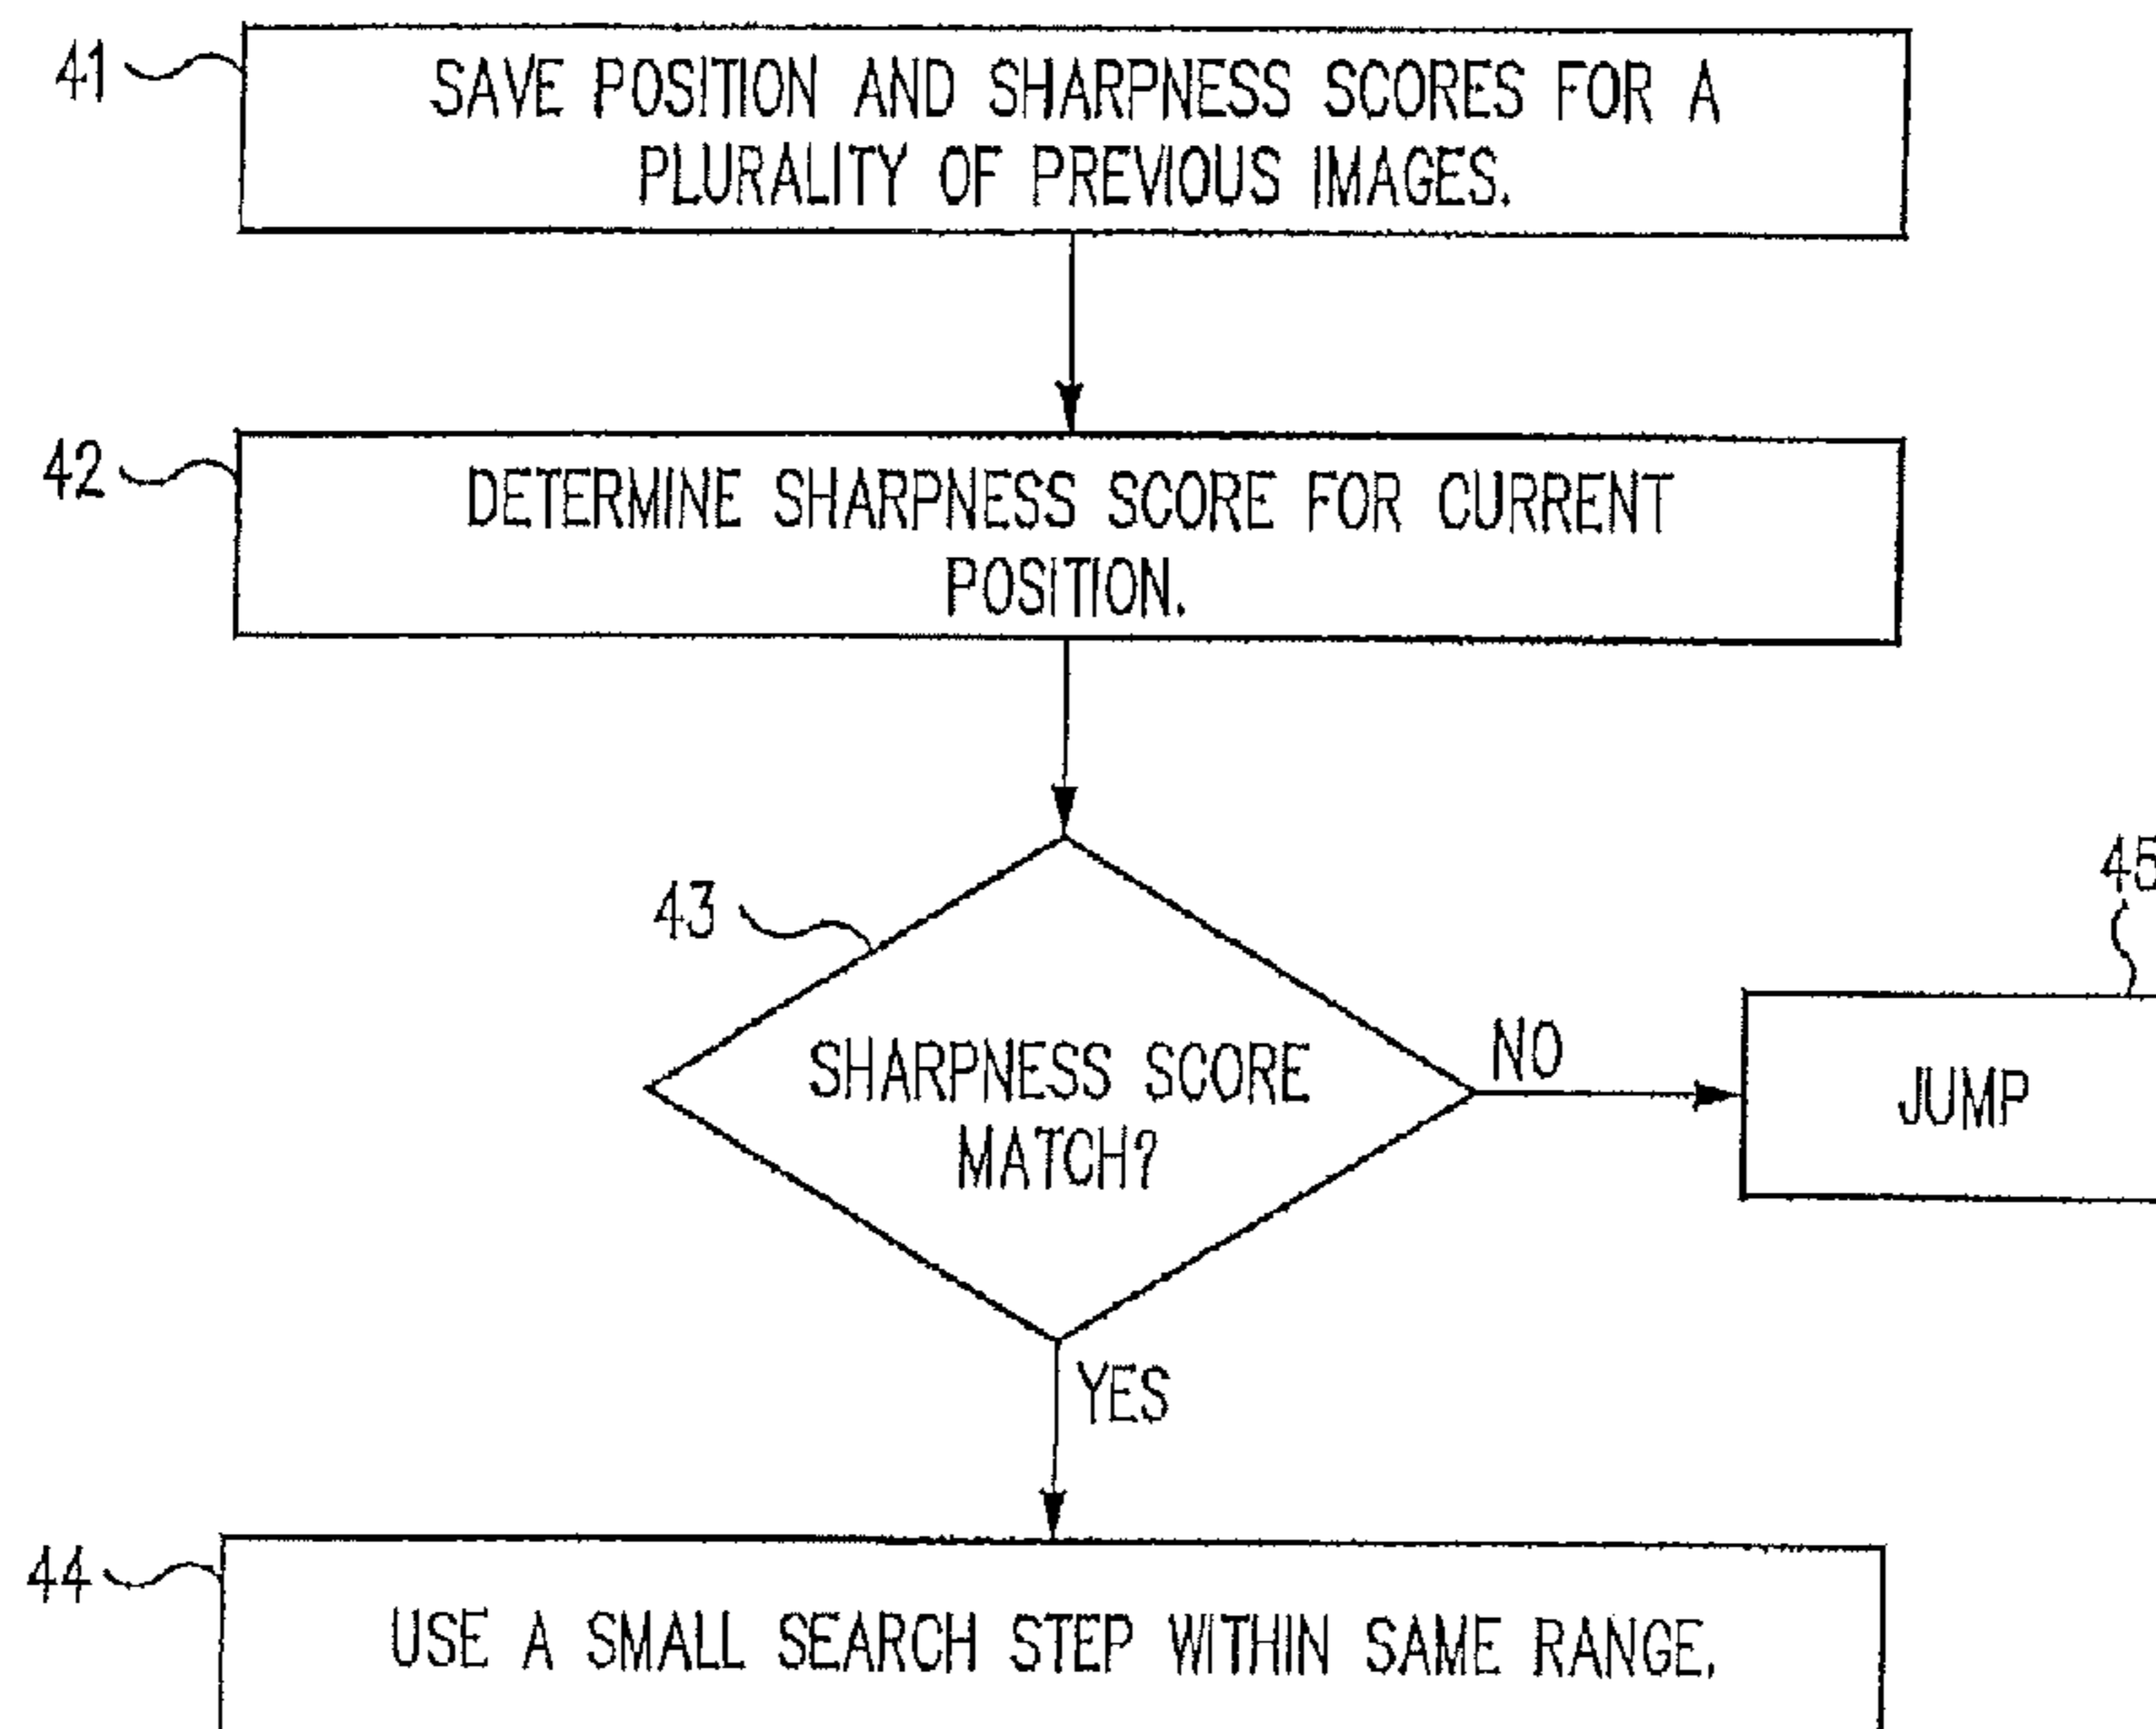 41
SAVE POSITION AND SHARPNESS SCORES FOR A
PLURALITY OF PREVIOUS IMAGES.
42
DETERMINE SHARPNESS SCORE FOR CURRENT
POSITION.
43
SHARPNESS SCORE
MATCH?
NO
45
JUMP
YES
44
USE A SMALL SEARCH STEP WITHIN SAME RANGE.